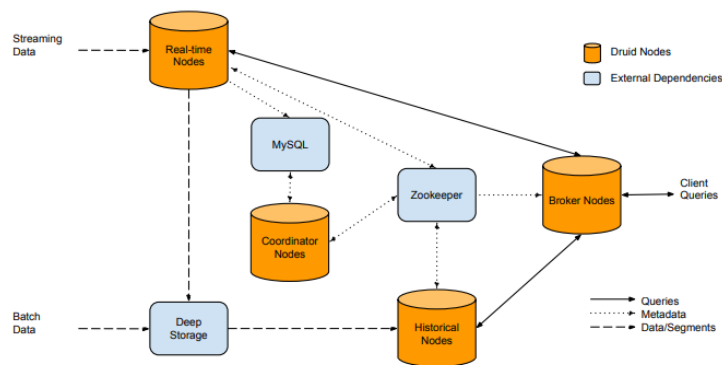 Streaming
Data
Real-time
Nodes
Druid Nodes
External Dependencies
MySQL
Zookeeper
Broker Nodes
Client
Queries
Coordinator
Nodes
Batch
Data
Deep
Storage
Historical
Nodes
Queries
Metadata
Data/Segments